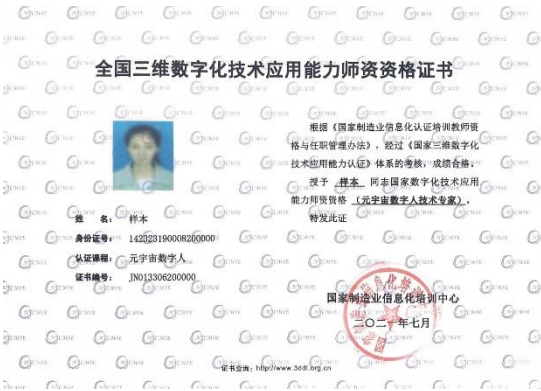 全国三维数字化技术应用能力师资资格证书
根据《国家制造业信息化认证培训教师资
格与任职管理办法》，经过《国家三维数字化
技术应用能力认证》体系的考核，成绩合格。
授予 样本 同志国家数字化技术应用
能力师资资格 （元宇宙数字人技术专家）。
特发此证
姓 名： 样本
身份证号： 142323190008200000
认证课程： 元宇宙数字人
证书编号： JN013306200000
国家制造业信息化培训中心
二〇二一年七月
证书查询：http://www.3ddl.org.cn